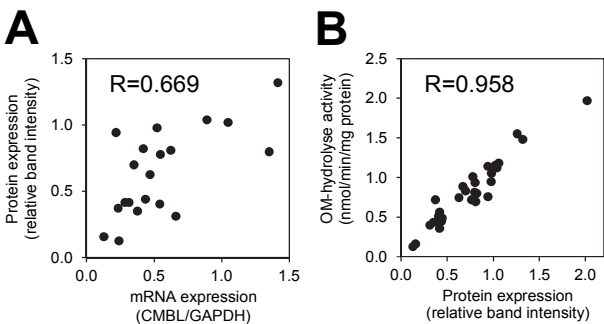 A
R=0.669
Protein expression
(relative band intensity)
1.5
1.0
0.5
0.0
0.0 0.5 1.0 1.5
mRNA expression
(CMBL/GAPDH)
B
R=0.958
OM-hydrolyse activity
(nmol/min/mg protein)
2.5
2.0
1.5
1.0
0.5
0.0
0.0 0.5 1.0 1.5 2.0
Protein expression
(relative band intensity)